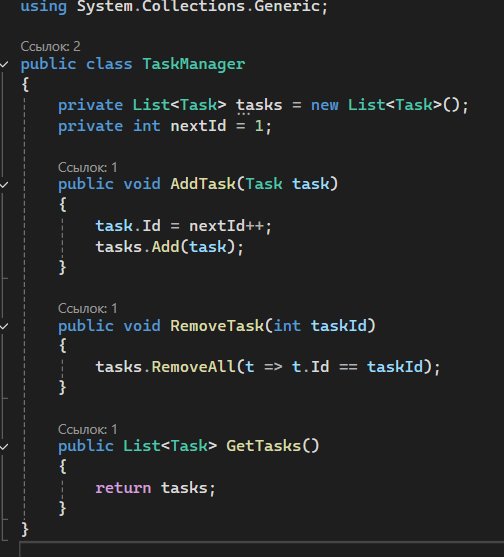 using System.Collections.Generic;
Ссылок: 2
public class TaskManager
{
private List<Task> tasks = new List<Task>();
private int nextId = 1;
Ссылок: 1
public void AddTask(Task task)
{
task.Id = nextId++;
tasks.Add(task);
}
Ссылок: 1
public void RemoveTask(int taskId)
{
tasks.RemoveAll(t => t.Id == taskId);
}
Ссылок: 1
public List<Task> GetTasks()
{
return tasks;
}
}